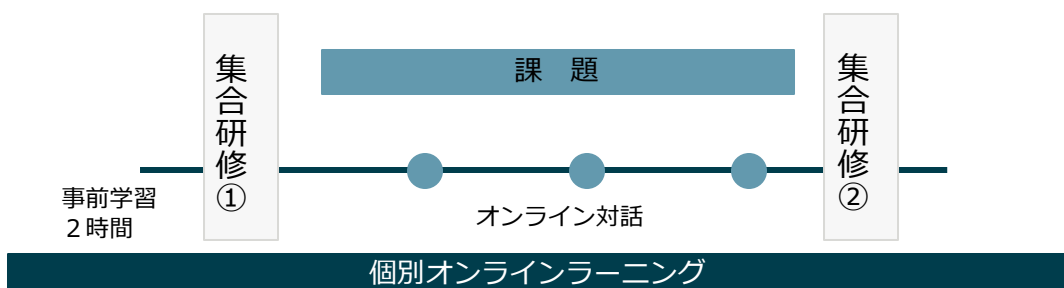 集合研修①
課　題
集合研修②
事前学習
２時間
オンライン対話
個別オンラインラーニング